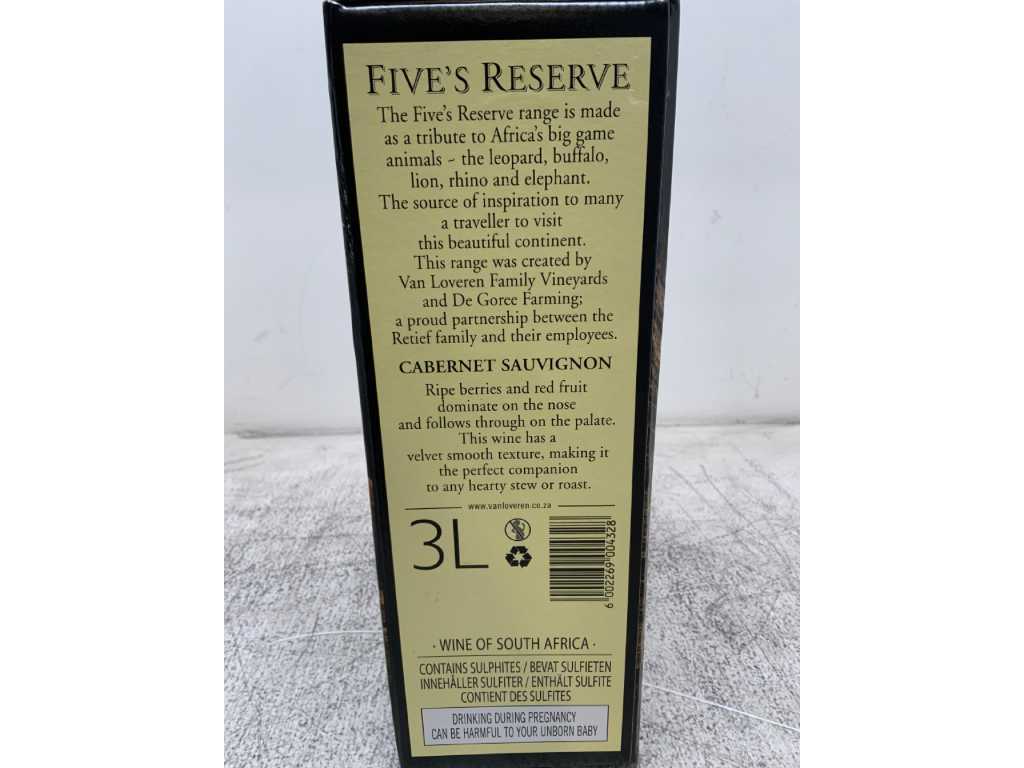 FIVE'S RESERVE
The Five's Reserve range is made
as a tribute to Africa's big game
animals ~ the leopard, buffalo,
lion, rhino and elephant.
The source of inspiration to many
a traveller to visit
this beautiful continent.
This range was created by
Van Loveren Family Vineyards
and De Goree Farming;
a proud partnership between the
Retief family and their employees.
CABERNET SAUVIGNON
Ripe berries and red fruit
dominate on the nose
and follows through on the palate.
This wine has a
velvet smooth texture, making it
the perfect companion
to any hearty stew or roast.
www.vanloveren.co.za
3L
6 002269 004328
· WINE OF SOUTH AFRICA ·
CONTAINS SULPHITES / BEVAT SULFIETEN
INNEHÅLLER SULFITER / ENTHÄLT SULFITE
CONTIENT DES SULFITES
DRINKING DURING PREGNANCY
CAN BE HARMFUL TO YOUR UNBORN BABY